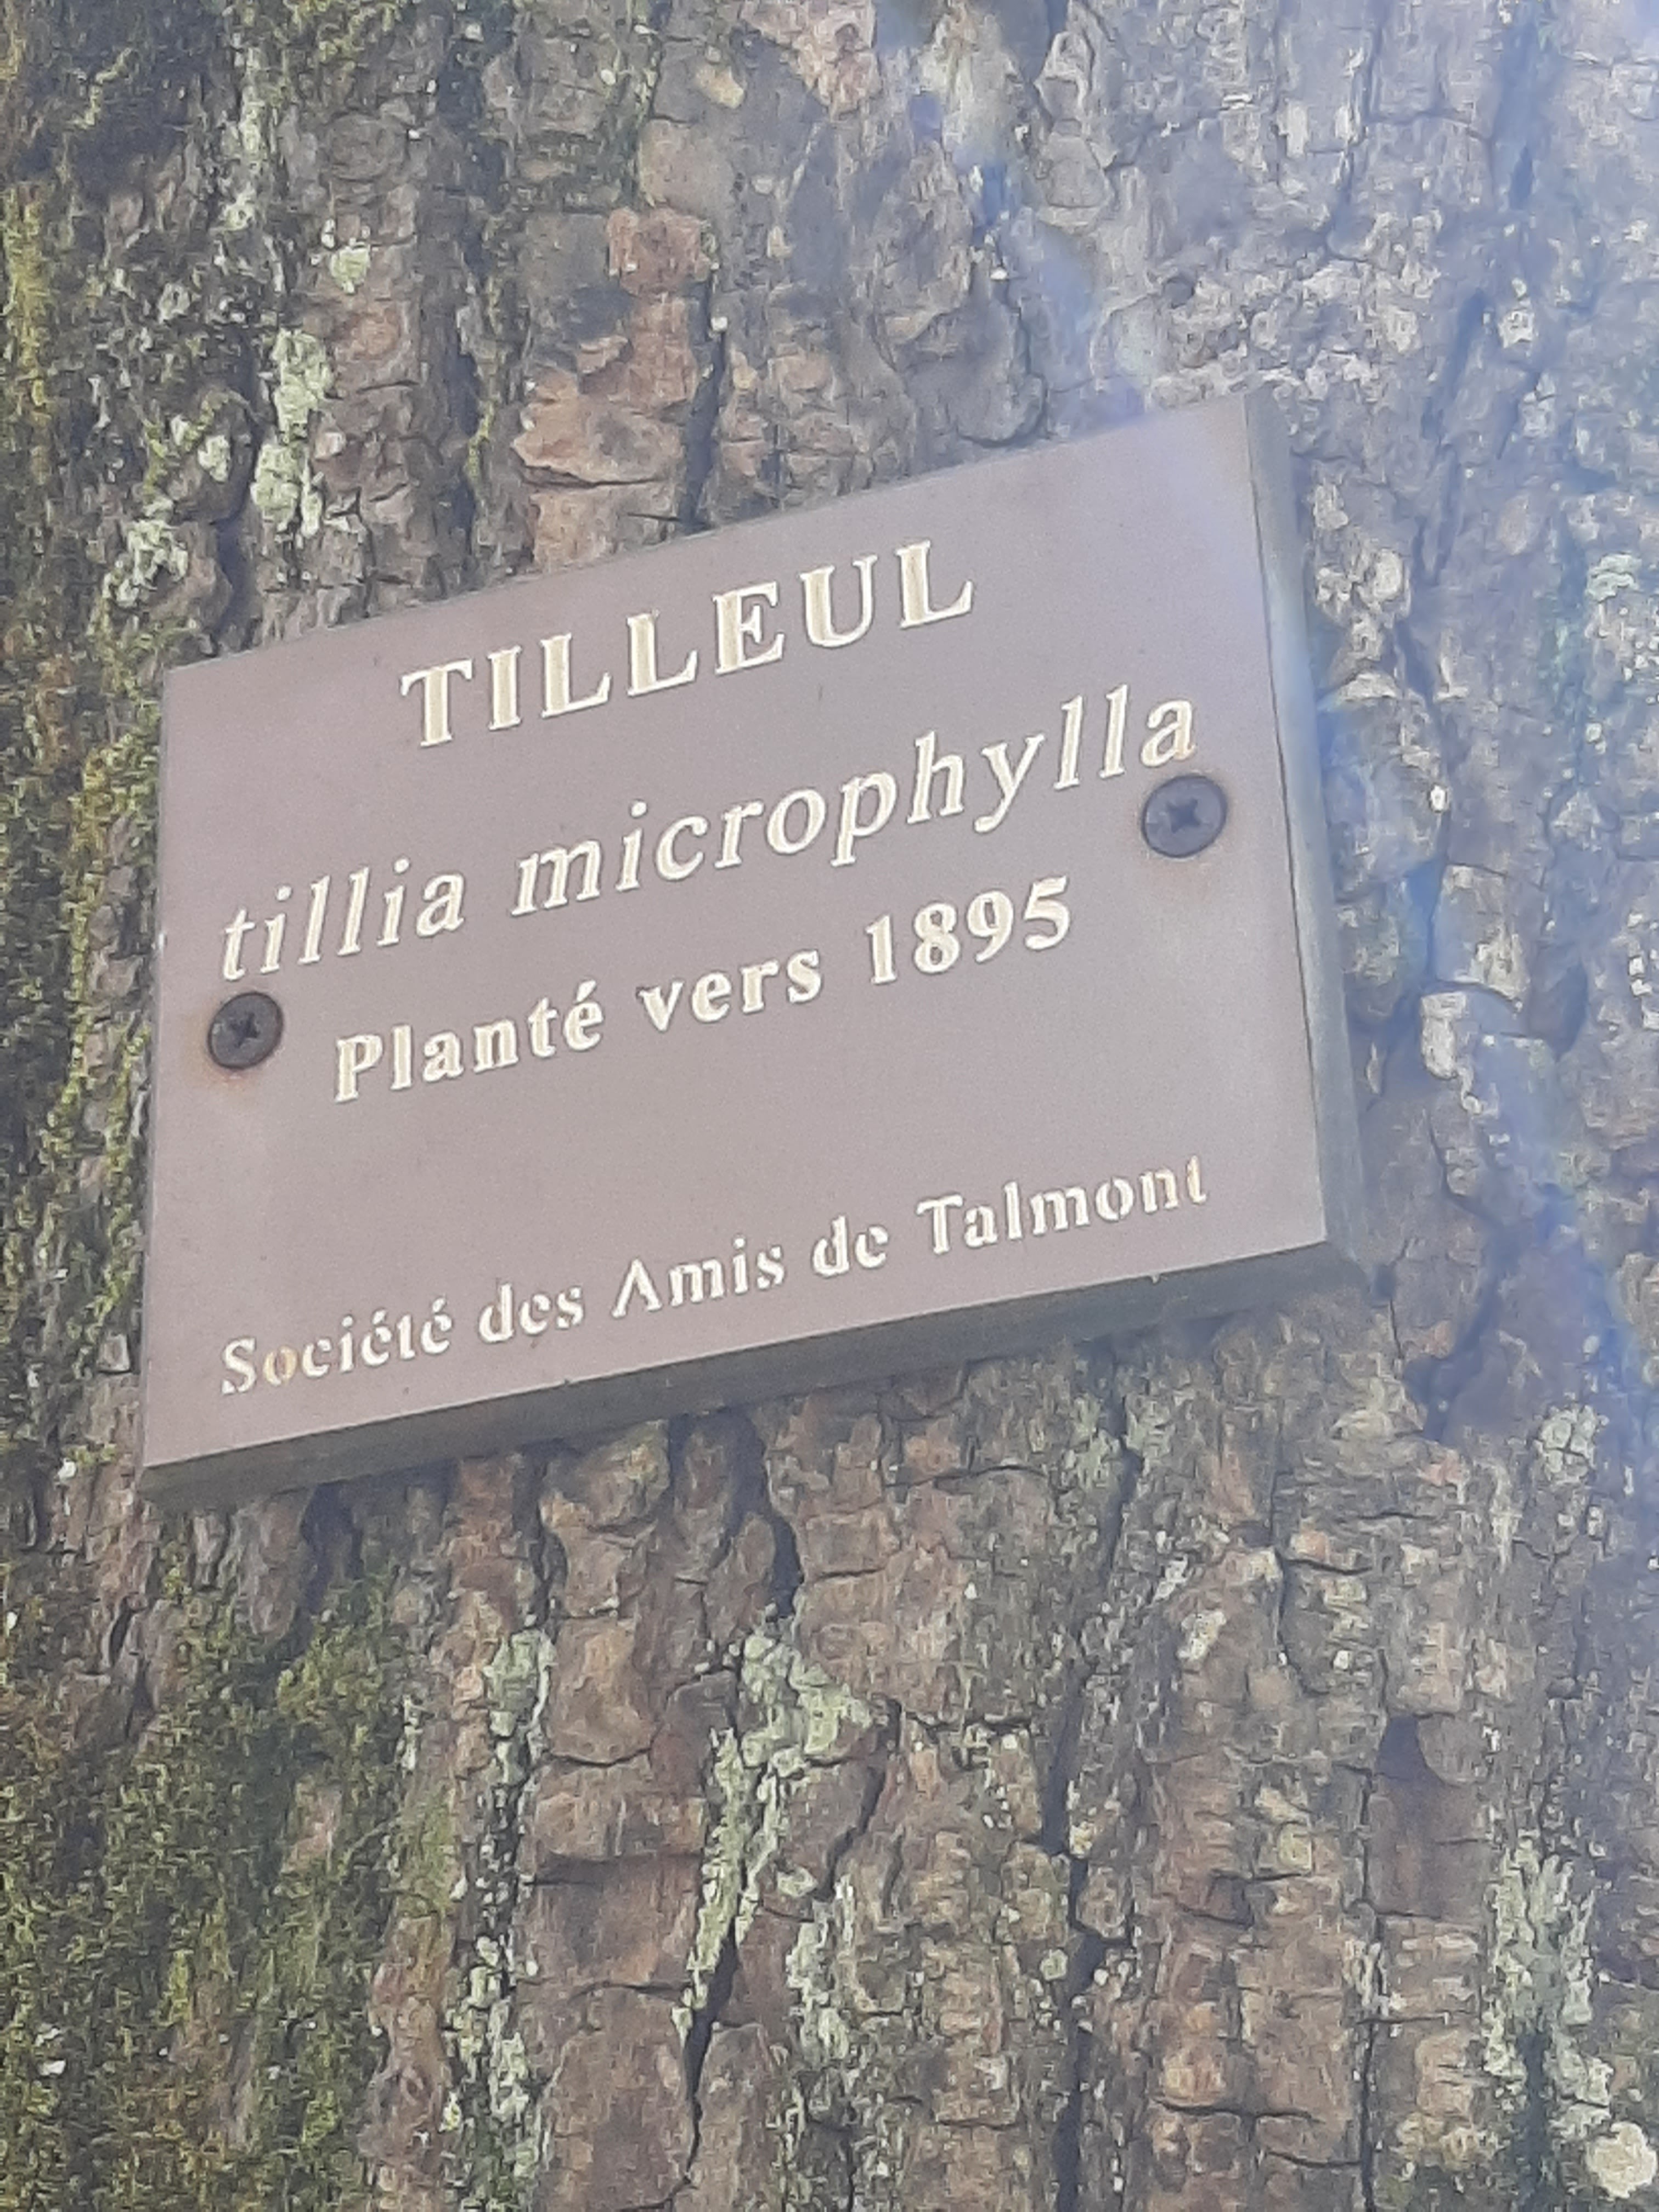 TILLEUL
tillia microphylla
Planté vers 1895
Société des Amis de Talmont